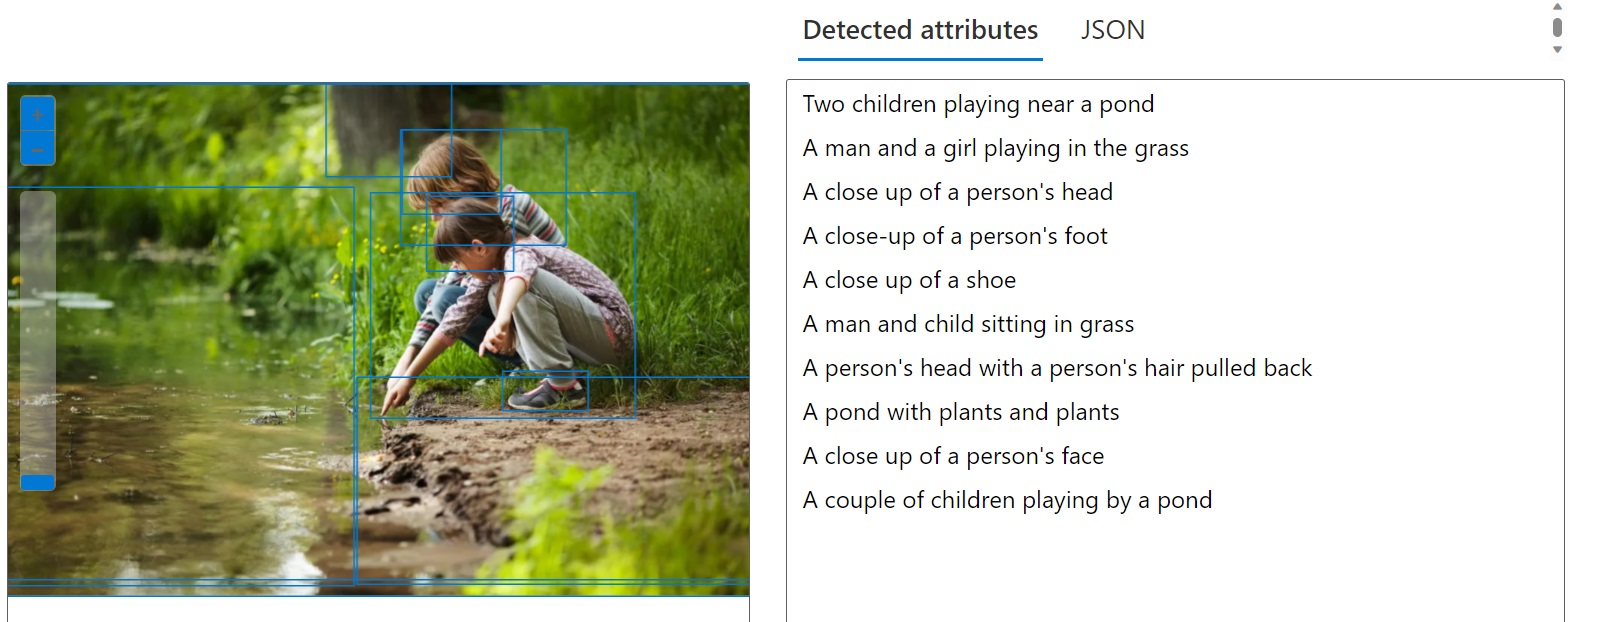 Detected attributes JSON
+
−
Two children playing near a pond
A man and a girl playing in the grass
A close up of a person's head
A close-up of a person's foot
A close up of a shoe
A man and child sitting in grass
A person's head with a person's hair pulled back
A pond with plants and plants
A close up of a person's face
A couple of children playing by a pond